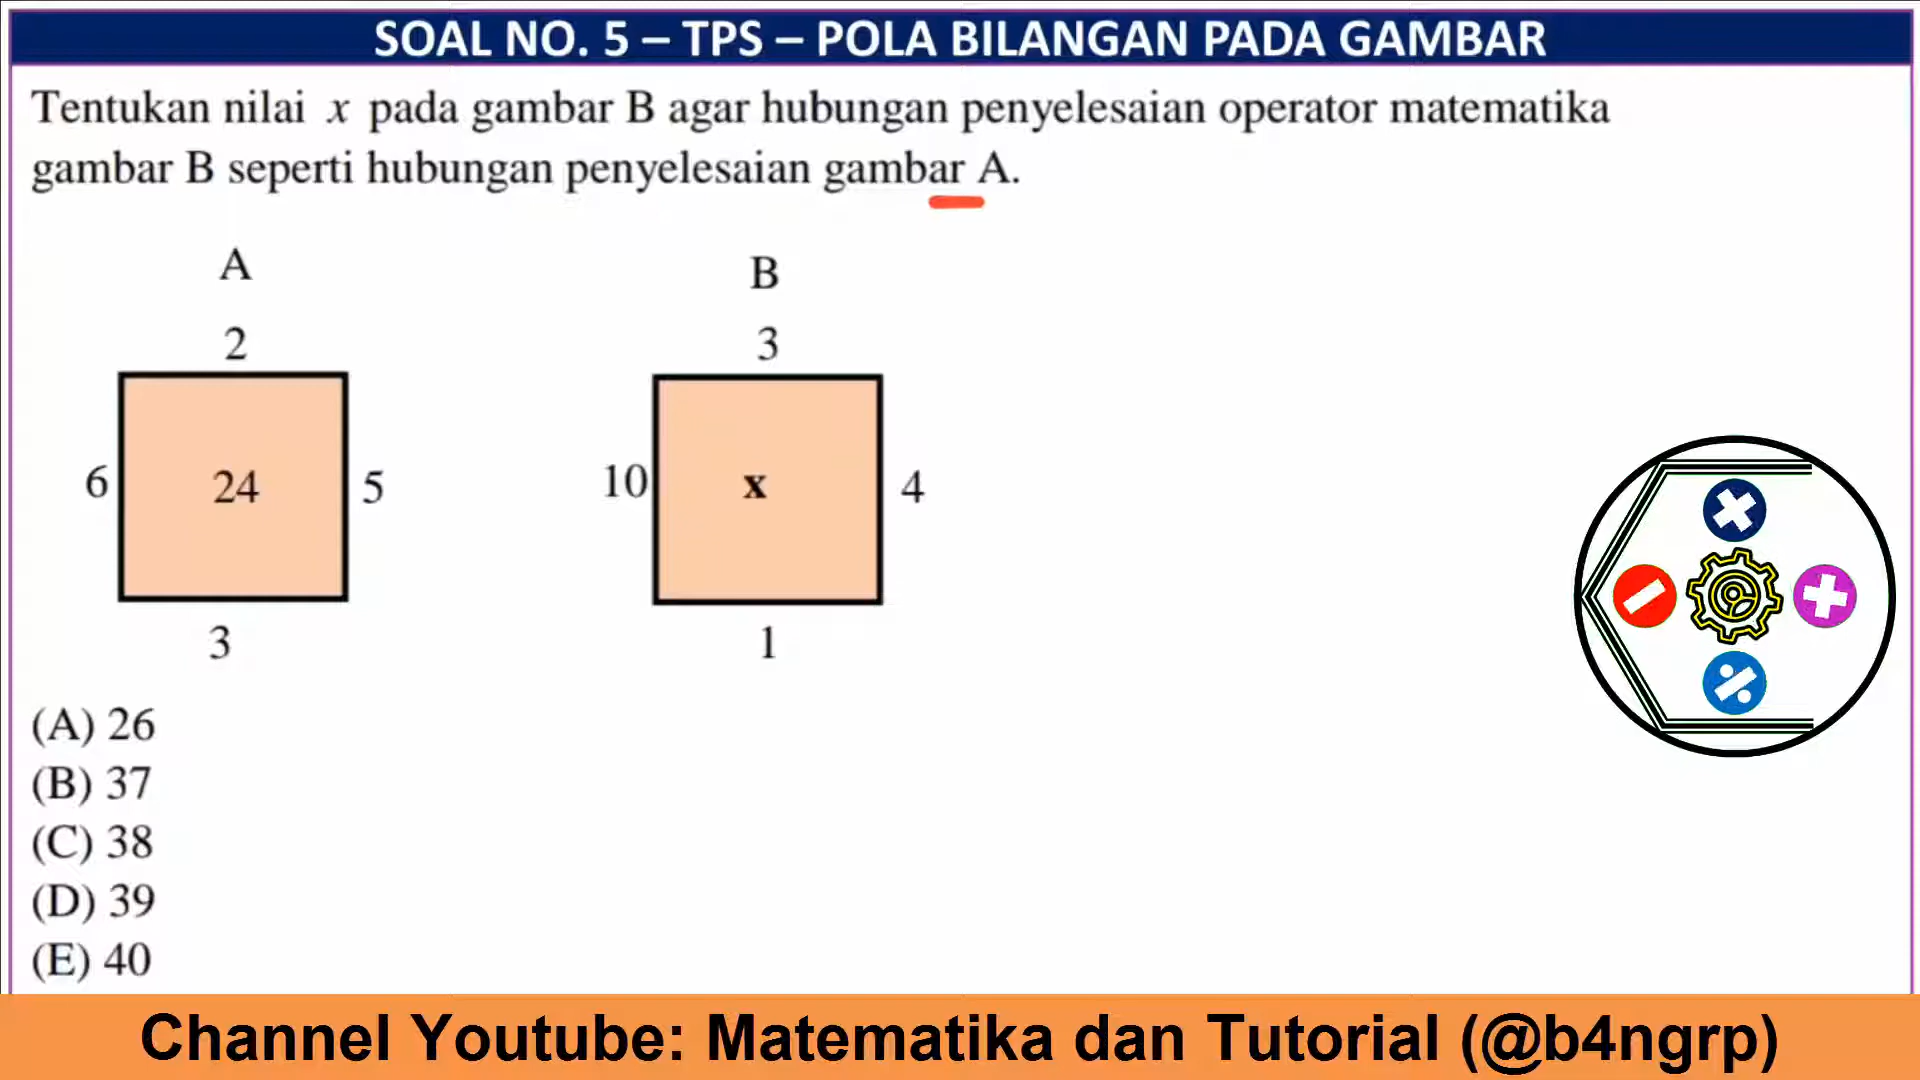 SOAL NO. 5 – TPS – POLA BILANGAN PADA GAMBAR
Tentukan nilai x pada gambar B agar hubungan penyelesaian operator matematika
gambar B seperti hubungan penyelesaian gambar A.
A
2
6 24 5
3
B
3
10 x 4
1
(A) 26
(B) 37
(C) 38
(D) 39
(E) 40
Channel Youtube: Matematika dan Tutorial (@b4ngrp)